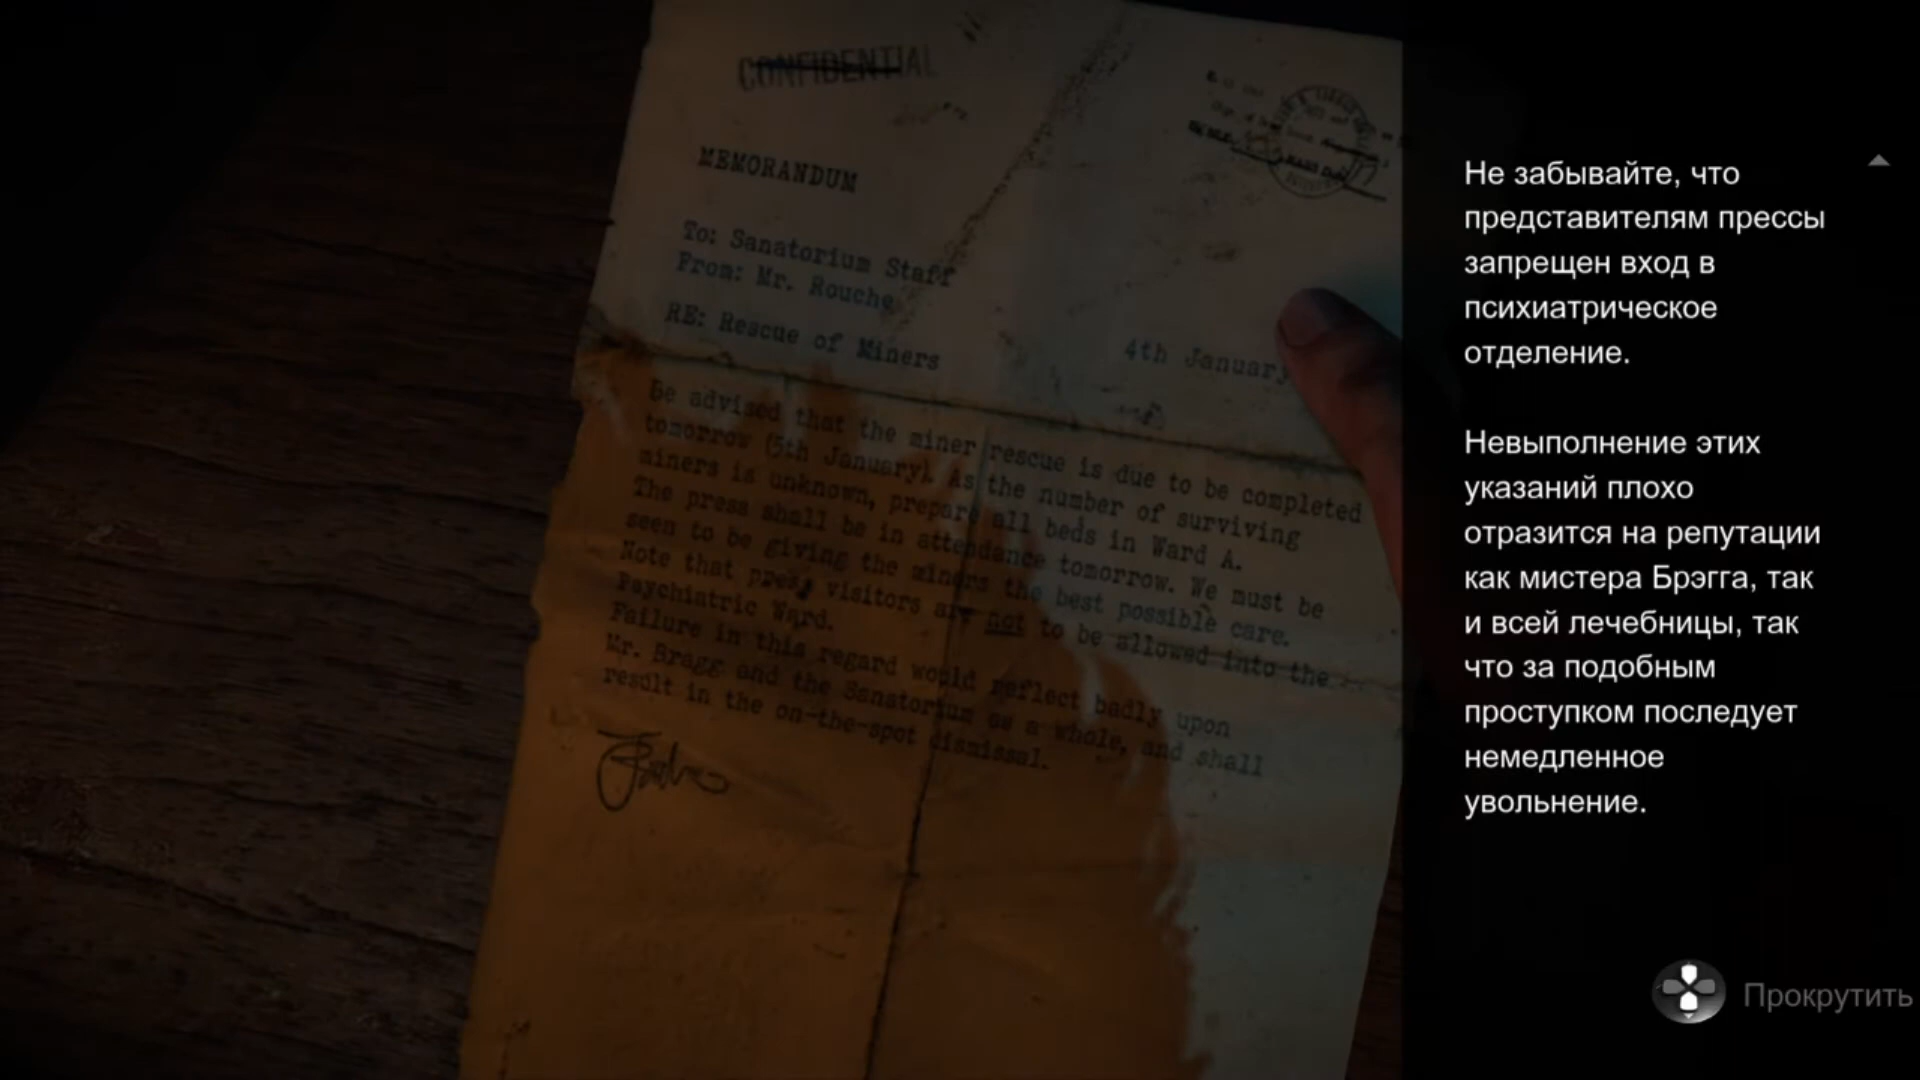 CONFIDENTIAL
MEMORANDUM
To: Sanatorium Staff
From: Mr. Rouche
RE: Rescue of Miners
4th January
Be advised that the miner rescue is due to be completed
tomorrow (5th January). As the number of surviving
miners is unknown, prepare all beds in Ward A.
The press shall be in attendance tomorrow. We must be
seen to be giving the miners the best possible care.
Note that press visitors are not to be allowed into the
Psychiatric Ward.
Failure in this regard would reflect badly upon
Mr. Bragg and the Sanatorium as a whole, and shall
result in the on-the-spot dismissal.
Не забывайте, что
представителям прессы
запрещен вход в
психиатрическое
отделение.
Невыполнение этих
указаний плохо
отразится на репутации
как мистера Брэгга, так
и всей лечебницы, так
что за подобным
проступком последует
немедленное
увольнение.
Прокрутить